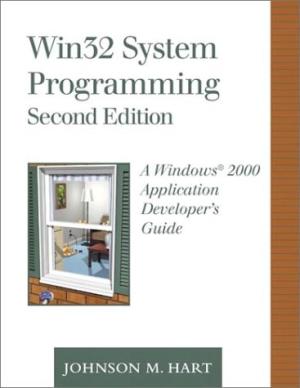 Win32 System
Programming
Second Edition
A Windows® 2000
Application
Developer's
Guide
JOHNSON M. HART